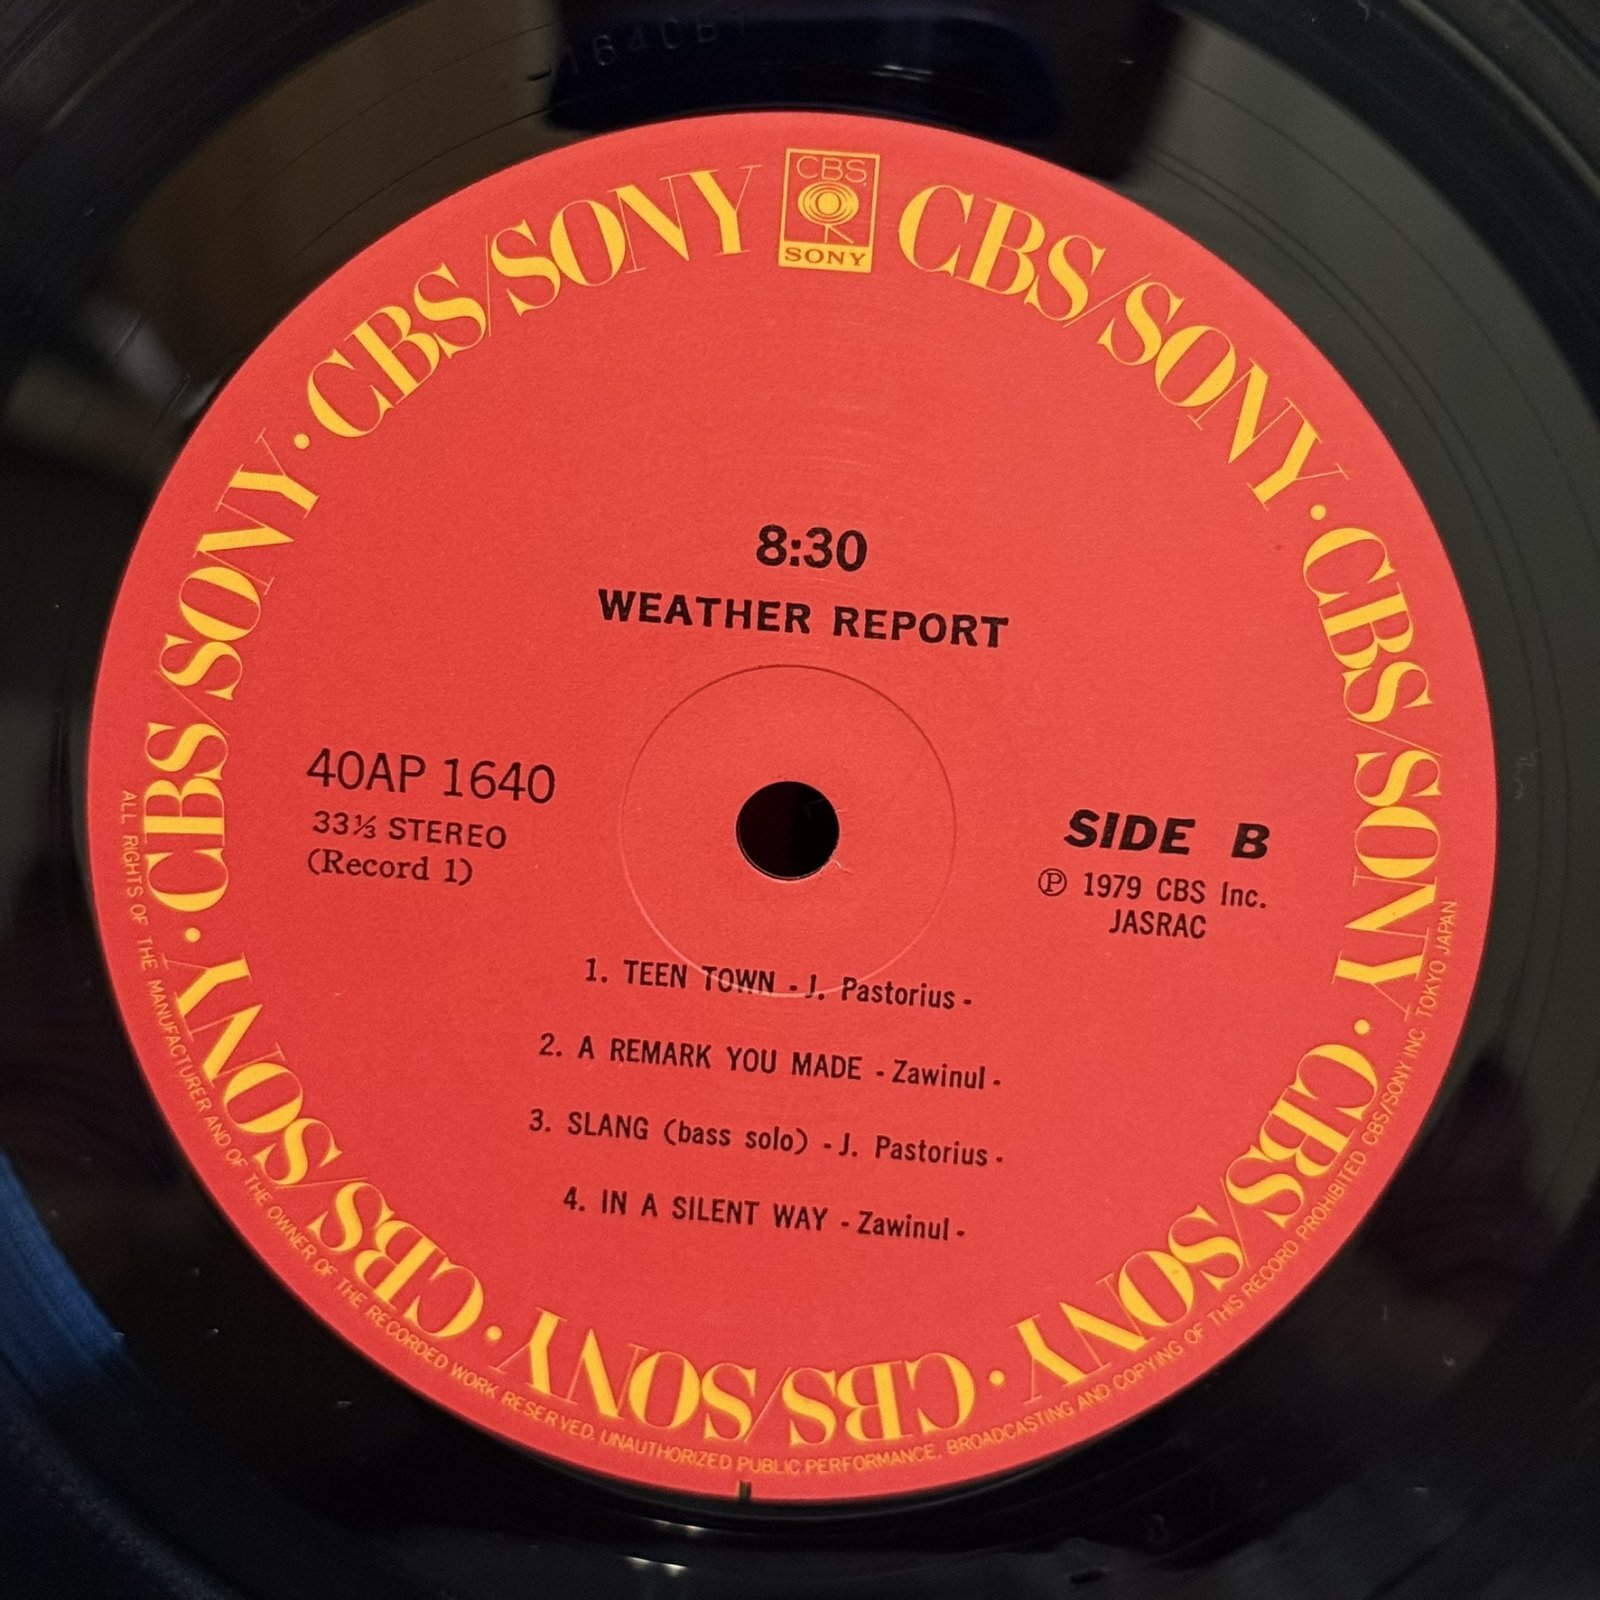 -1640B1
CBS
SONY
CBS/SONY · CBS/SONY · CBS/SONY · CBS/SONY · CBS/SONY · CBS/SONY · CBS/SONY
8:30
WEATHER REPORT
40AP 1640
33⅓ STEREO
(Record 1)
SIDE B
Ⓟ 1979 CBS Inc.
JASRAC
1. TEEN TOWN - J. Pastorius -
2. A REMARK YOU MADE - Zawinul -
3. SLANG (bass solo) - J. Pastorius -
4. IN A SILENT WAY - Zawinul -
ALL RIGHTS OF THE MANUFACTURER AND OF THE OWNER OF THE RECORDED WORK RESERVED. UNAUTHORIZED PUBLIC PERFORMANCE, BROADCASTING AND COPYING OF THIS RECORD PROHIBITED CBS/SONY INC TOKYO JAPAN